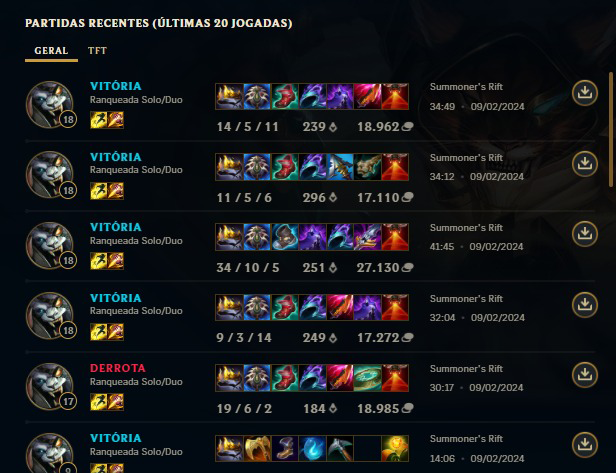 PARTIDAS RECENTES (ÚLTIMAS 20 JOGADAS)
GERAL TFT
VITÓRIA
Ranqueada Solo/Duo
18
14 / 5 / 11 239 18.962
Summoner's Rift
34:49 • 09/02/2024
VITÓRIA
Ranqueada Solo/Duo
18
11 / 5 / 6 296 17.110
Summoner's Rift
34:12 • 09/02/2024
VITÓRIA
Ranqueada Solo/Duo
18
34 / 10 / 5 251 27.130
Summoner's Rift
41:45 • 09/02/2024
VITÓRIA
Ranqueada Solo/Duo
18
9 / 3 / 14 249 17.272
Summoner's Rift
32:04 • 09/02/2024
DERROTA
Ranqueada Solo/Duo
17
19 / 6 / 2 184 18.985
Summoner's Rift
30:17 • 09/02/2024
VITÓRIA
Ranqueada Solo/Duo
Summoner's Rift
14:06 • 09/02/2024